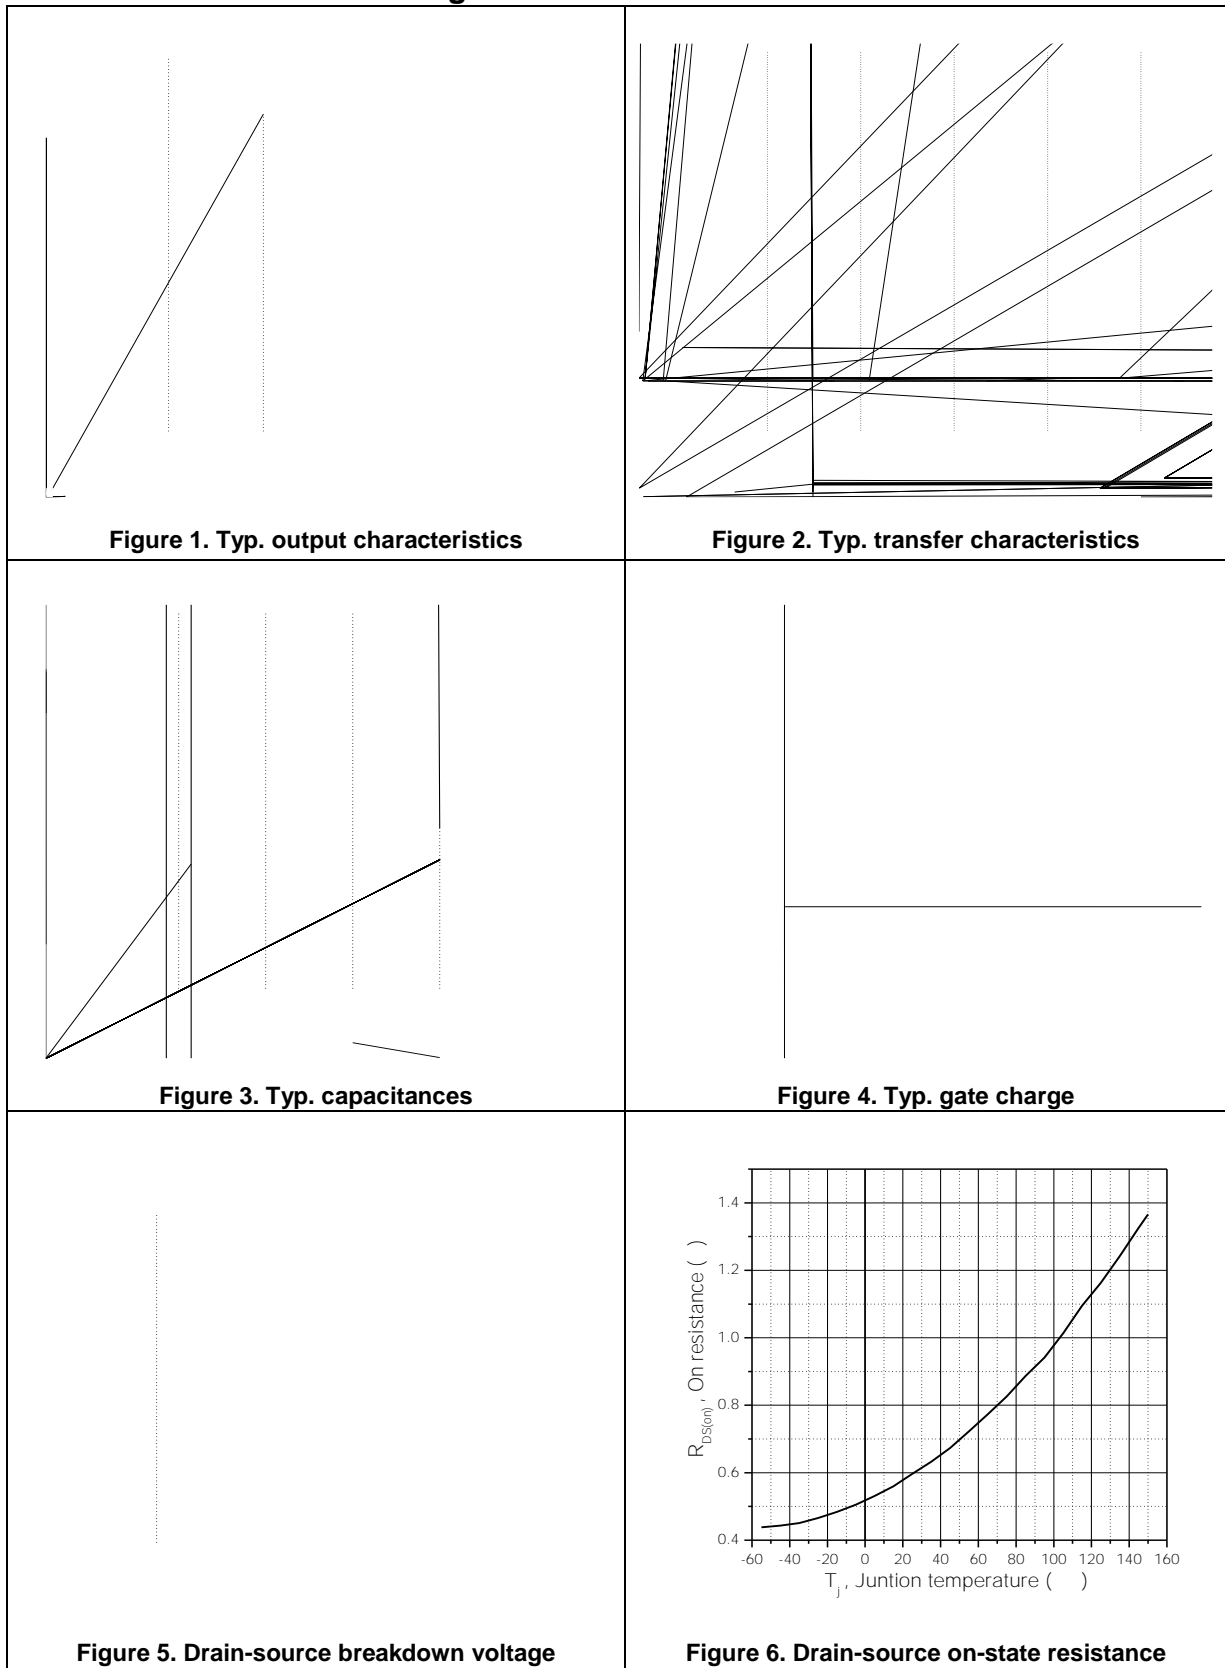 Figure 1. Typ. output characteristics
Figure 2. Typ. transfer characteristics
Figure 3. Typ. capacitances
Figure 4. Typ. gate charge
1.4
1.2
1.0
0.8
0.6
0.4
R_DS(on), On resistance ( )
-60 -40 -20 0 20 40 60 80 100 120 140 160
T_j, Juntion temperature ( )
Figure 5. Drain-source breakdown voltage
Figure 6. Drain-source on-state resistance